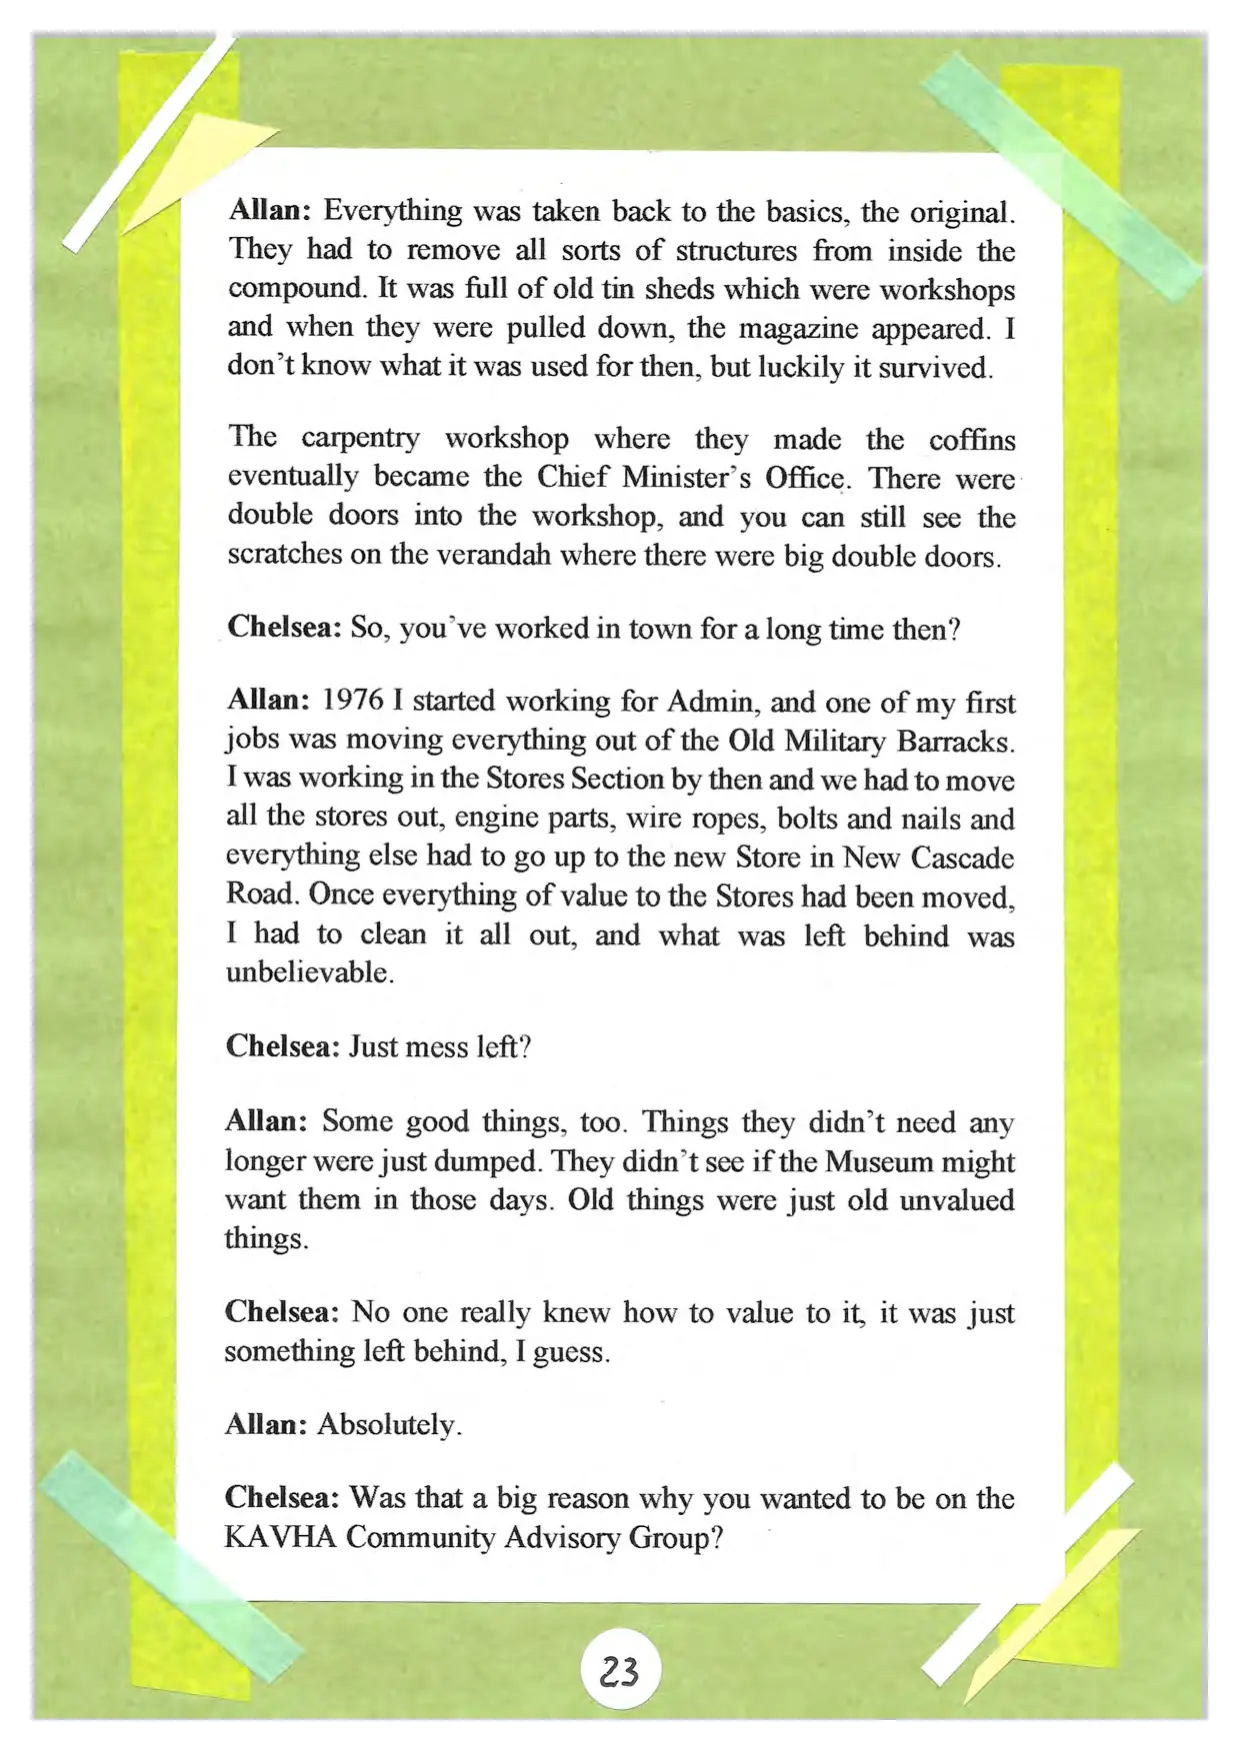 Allan: Everything was taken back to the basics, the original.
They had to remove all sorts of structures from inside the
compound. It was full of old tin sheds which were workshops
and when they were pulled down, the magazine appeared. I
don’t know what it was used for then, but luckily it survived.
The carpentry workshop where they made the coffins
eventually became the Chief Minister’s Office. There were
double doors into the workshop, and you can still see the
scratches on the verandah where there were big double doors.
Chelsea: So, you’ve worked in town for a long time then?
Allan: 1976 I started working for Admin, and one of my first
jobs was moving everything out of the Old Military Barracks.
I was working in the Stores Section by then and we had to move
all the stores out, engine parts, wire ropes, bolts and nails and
everything else had to go up to the new Store in New Cascade
Road. Once everything of value to the Stores had been moved,
I had to clean it all out, and what was left behind was
unbelievable.
Chelsea: Just mess left?
Allan: Some good things, too. Things they didn’t need any
longer were just dumped. They didn’t see if the Museum might
want them in those days. Old things were just old unvalued
things.
Chelsea: No one really knew how to value to it, it was just
something left behind, I guess.
Allan: Absolutely.
Chelsea: Was that a big reason why you wanted to be on the
KAVHA Community Advisory Group?
23